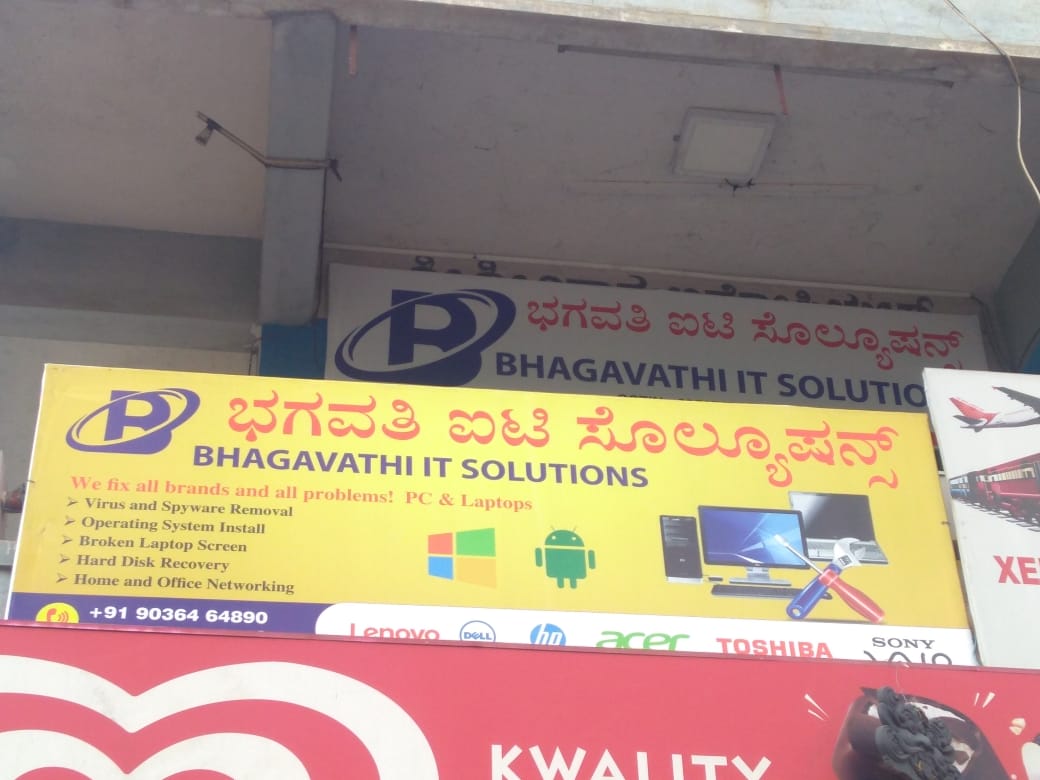 ಭಗವತಿ ಐಟಿ ಸೊಲ್ಯೂಷನ್ಸ್
BHAGAVATHI IT SOLUTIO
ಭಗವತಿ ಐಟಿ ಸೊಲ್ಯೂಷನ್ಸ್
BHAGAVATHI IT SOLUTIONS
We fix all brands and all problems! PC & Laptops
➢ Virus and Spyware Removal
➢ Operating System Install
➢ Broken Laptop Screen
➢ Hard Disk Recovery
➢ Home and Office Networking
+91 90364 64890
Lenovo DELL hp acer TOSHIBA SONY
XE
KWALITY